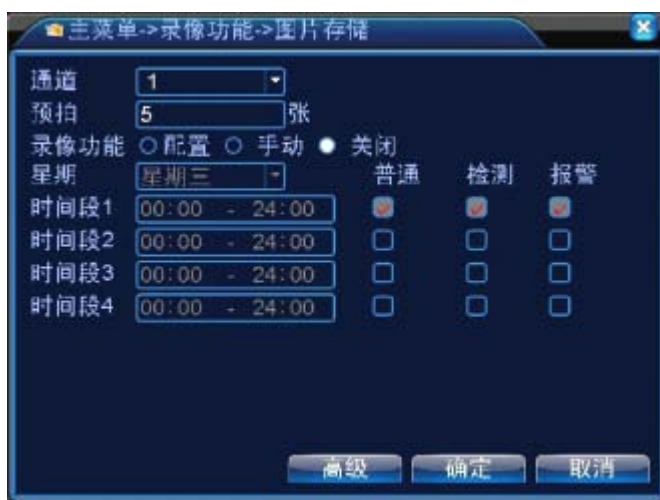 主菜单->录像功能->图片存储
通道 1
预拍 5 张
录像功能 配置 手动 关闭
星期 星期三 普通 检测 报警
时间段1 00:00 - 24:00
时间段2 00:00 - 24:00
时间段3 00:00 - 24:00
时间段4 00:00 - 24:00
高级 确定 取消